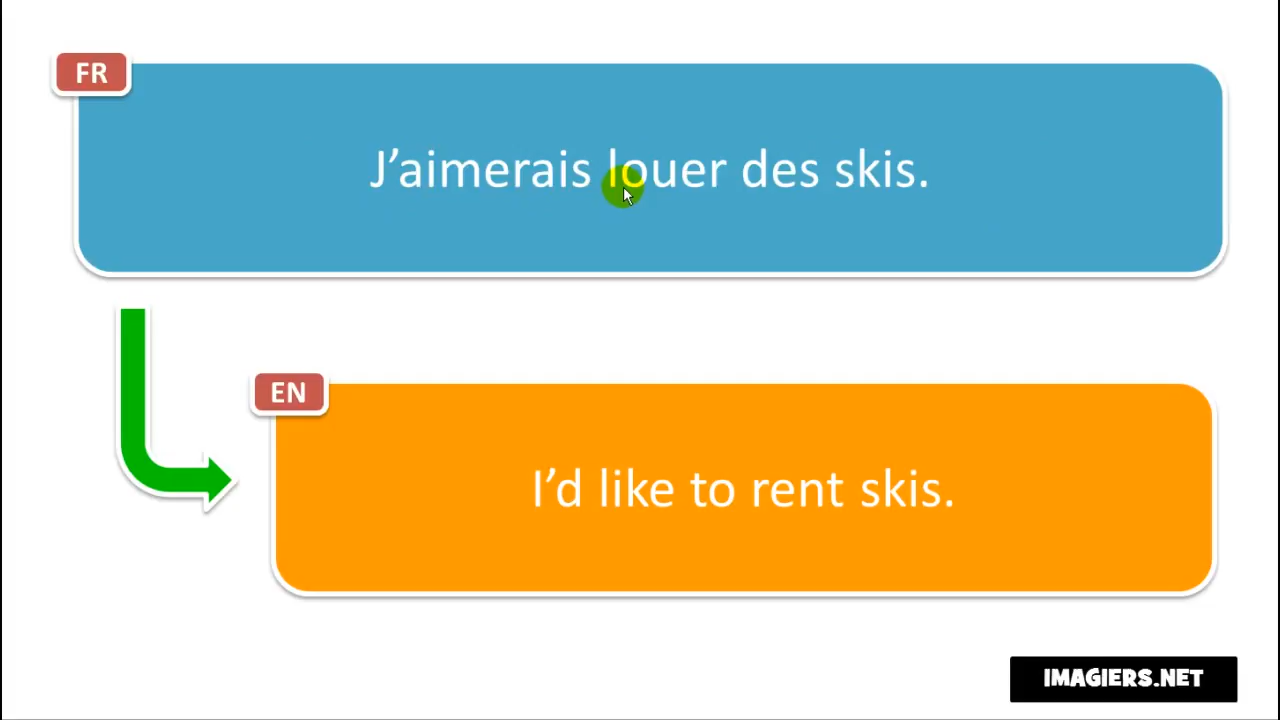 FR
J’aimerais louer des skis.
EN
I’d like to rent skis.
IMAGIERS.NET